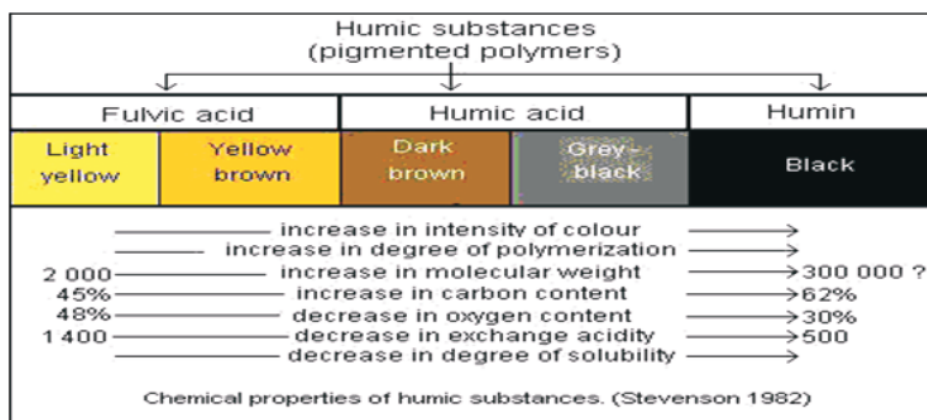 Humic substances
(pigmented polymers)
Fulvic acid Humic acid Humin
Light yellow Yellow brown Dark brown Grey-black Black
increase in intensity of colour
increase in degree of polymerization
2 000 increase in molecular weight 300 000 ?
45% increase in carbon content 62%
48% decrease in oxygen content 30%
1 400 decrease in exchange acidity 500
decrease in degree of solubility
Chemical properties of humic substances. (Stevenson 1982)